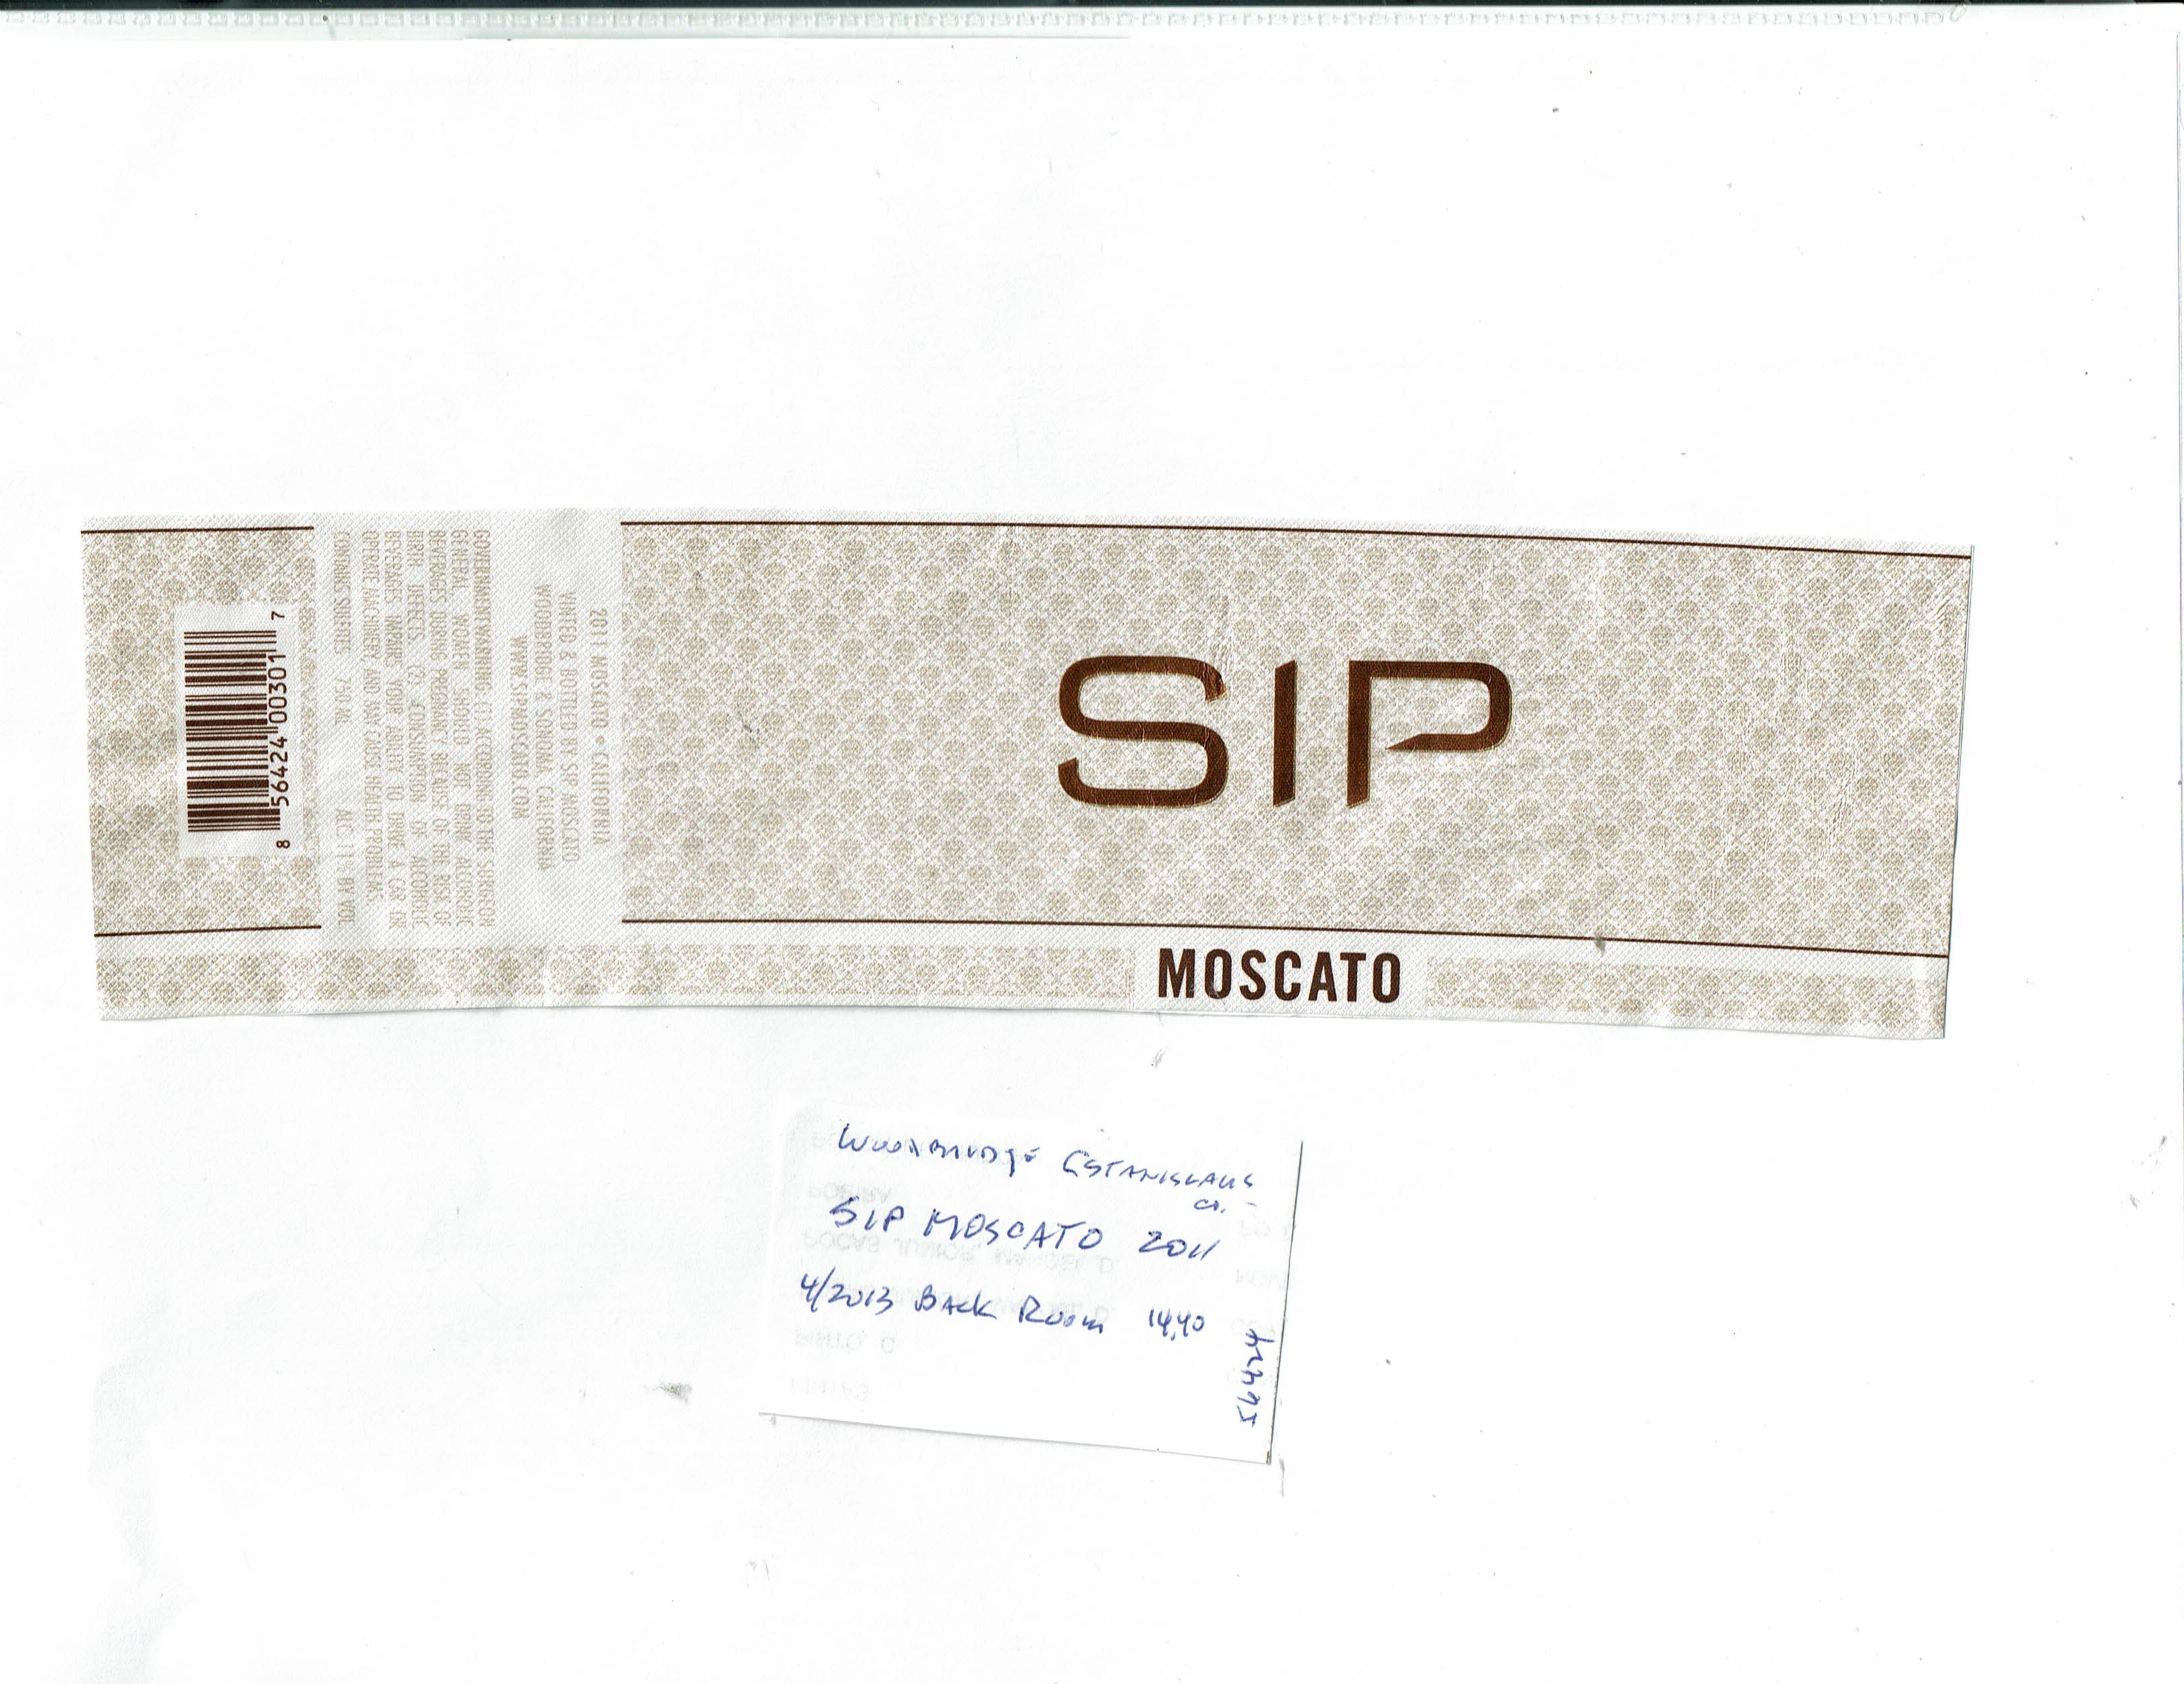 SIP
MOSCATO
2011 MOSCATO • CALIFORNIA
VINTED & BOTTLED BY SIP MOSCATO
WOODBRIDGE & SONOMA, CALIFORNIA
WWW.SIPMOSCATO.COM
GOVERNMENT WARNING: (1) ACCORDING TO THE SURGEON
GENERAL, WOMEN SHOULD NOT DRINK ALCOHOLIC
BEVERAGES DURING PREGNANCY BECAUSE OF THE RISK OF
BIRTH DEFECTS. (2) CONSUMPTION OF ALCOHOLIC
BEVERAGES IMPAIRS YOUR ABILITY TO DRIVE A CAR OR
OPERATE MACHINERY, AND MAY CAUSE HEALTH PROBLEMS.
CONTAINS SULFITES 750 ML ALC. 11% BY VOL.
8 56424 00301 7
WOODBRIDGE ESTANISLAUS
CO.
SIP MOSCATO 2011
4/2013 BACK ROOM 14.40